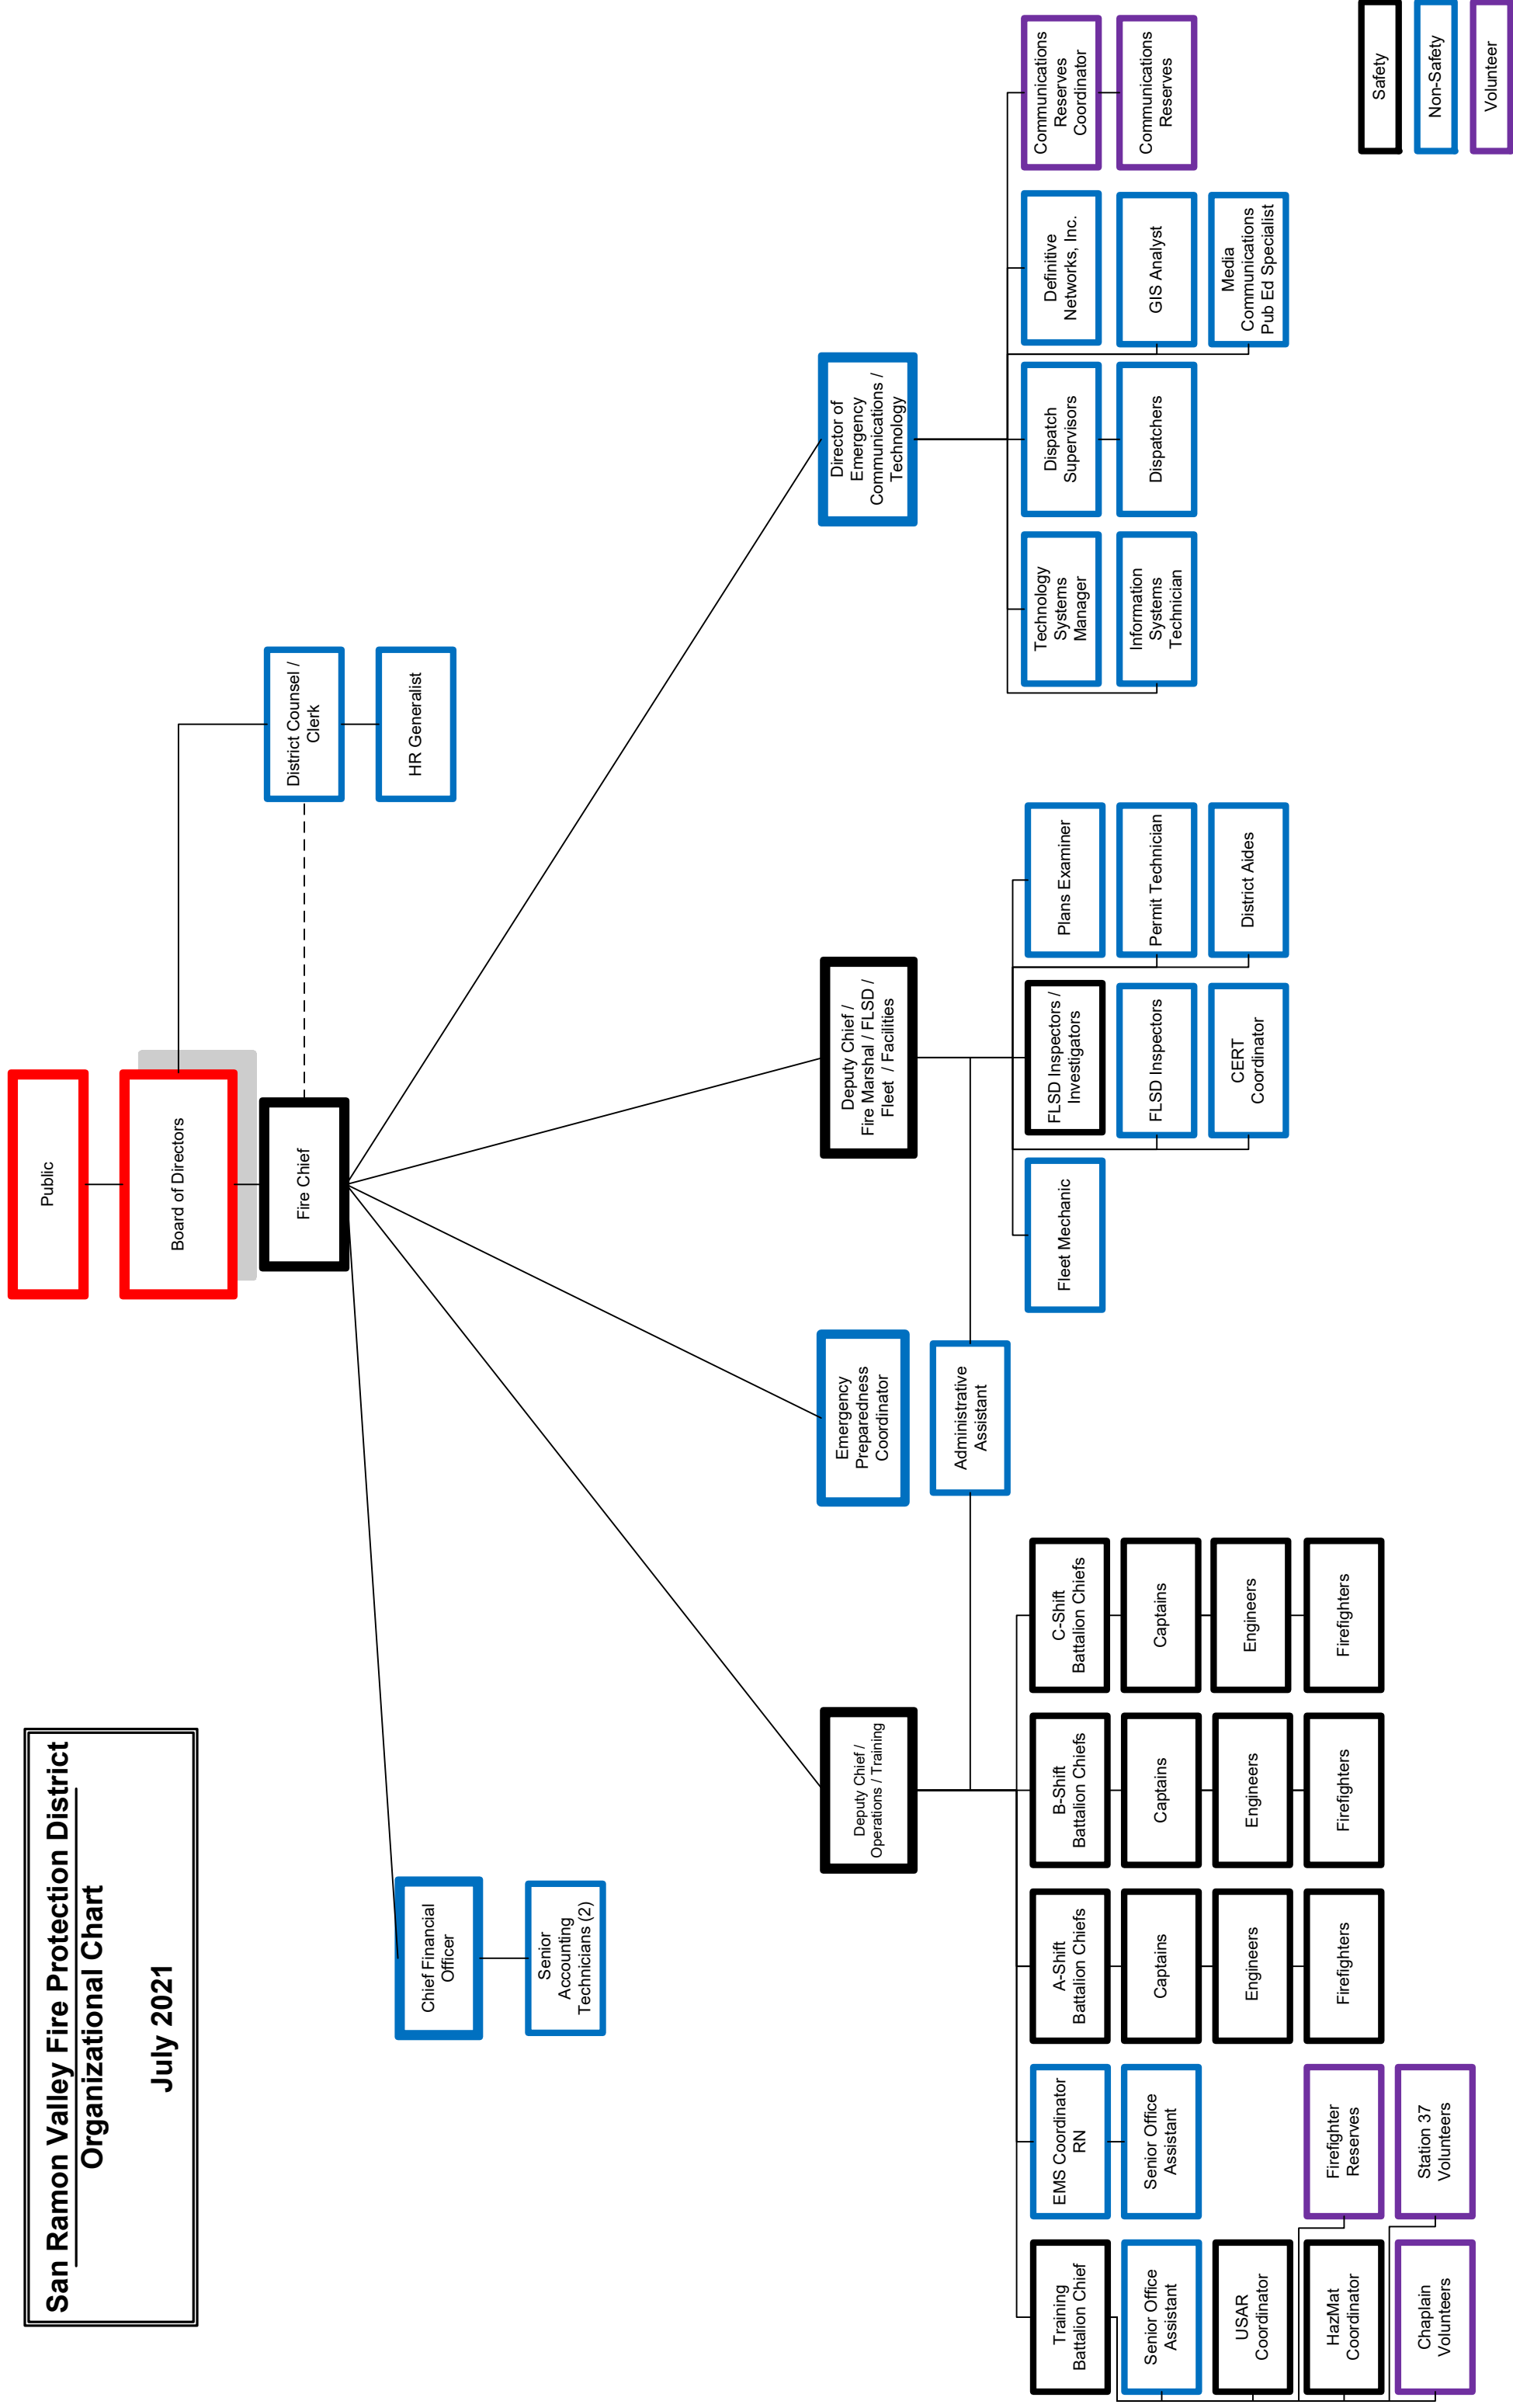 San Ramon Valley Fire Protection District
Organizational Chart
July 2021
Public
Board of Directors
Fire Chief
District Counsel /
Clerk
HR Generalist
Chief Financial
Officer
Senior
Accounting
Technicians (2)
Deputy Chief /
Operations / Training
Emergency
Preparedness
Coordinator
Administrative
Assistant
Deputy Chief /
Fire Marshal / FLSD /
Fleet / Facilities
Director of
Emergency
Communications /
Technology
Training
Battalion Chief
Senior Office
Assistant
USAR
Coordinator
HazMat
Coordinator
Chaplain
Volunteers
EMS Coordinator
RN
Senior Office
Assistant
Firefighter
Reserves
Station 37
Volunteers
A-Shift
Battalion Chiefs
Captains
Engineers
Firefighters
B-Shift
Battalion Chiefs
Captains
Engineers
Firefighters
C-Shift
Battalion Chiefs
Captains
Engineers
Firefighters
Fleet Mechanic
FLSD Inspectors /
Investigators
FLSD Inspectors
CERT
Coordinator
Plans Examiner
Permit Technician
District Aides
Technology
Systems
Manager
Information
Systems
Technician
Dispatch
Supervisors
Dispatchers
Definitive
Networks, Inc.
GIS Analyst
Media
Communications
Pub Ed Specialist
Communications
Reserves
Coordinator
Communications
Reserves
Safety
Non-Safety
Volunteer